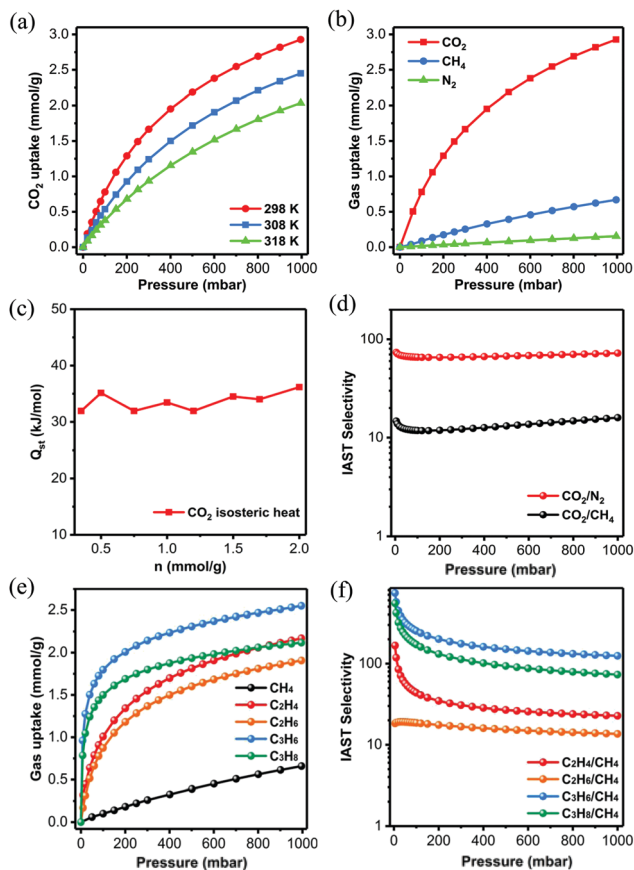 (a)
CO2 uptake (mmol/g)
3.0
2.5
2.0
1.5
1.0
0.5
0.0
298 K
308 K
318 K
0 200 400 600 800 1000
Pressure (mbar)
(b)
Gas uptake (mmol/g)
3.0
2.5
2.0
1.5
1.0
0.5
0.0
CO2
CH4
N2
0 200 400 600 800 1000
Pressure (mbar)
(c)
Qst (kJ/mol)
50
40
30
20
10
CO2 isosteric heat
0.5 1.0 1.5 2.0
n (mmol/g)
(d)
IAST Selectivity
100
10
1
CO2/N2
CO2/CH4
0 200 400 600 800 1000
Pressure (mbar)
(e)
Gas uptake (mmol/g)
2.5
2.0
1.5
1.0
0.5
0.0
CH4
C2H4
C2H6
C3H6
C3H8
0 200 400 600 800 1000
Pressure (mbar)
(f)
IAST Selectivity
100
10
1
C2H4/CH4
C2H6/CH4
C3H6/CH4
C3H8/CH4
0 200 400 600 800 1000
Pressure (mbar)